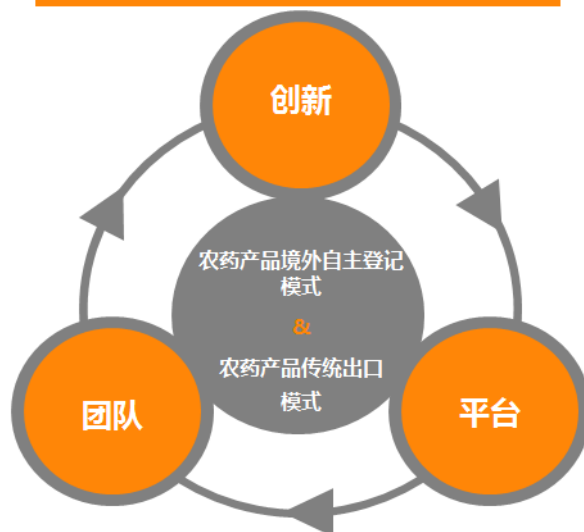 创新
农药产品境外自主登记
模式
&
农药产品传统出口
模式
团队
平台